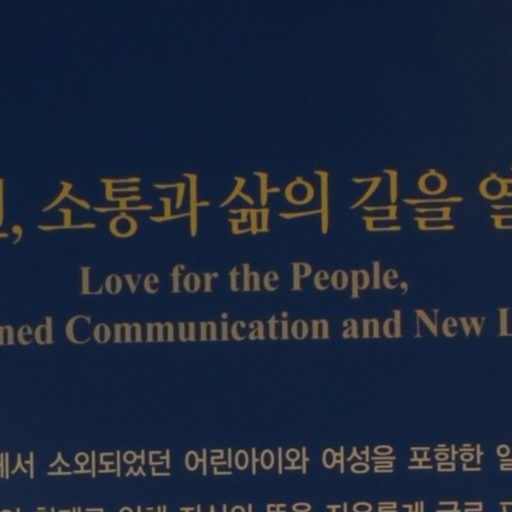 소통과 삶의 길을
Love for the People,
Communication and New
소외되었던 어린아이와 여성을 포함한